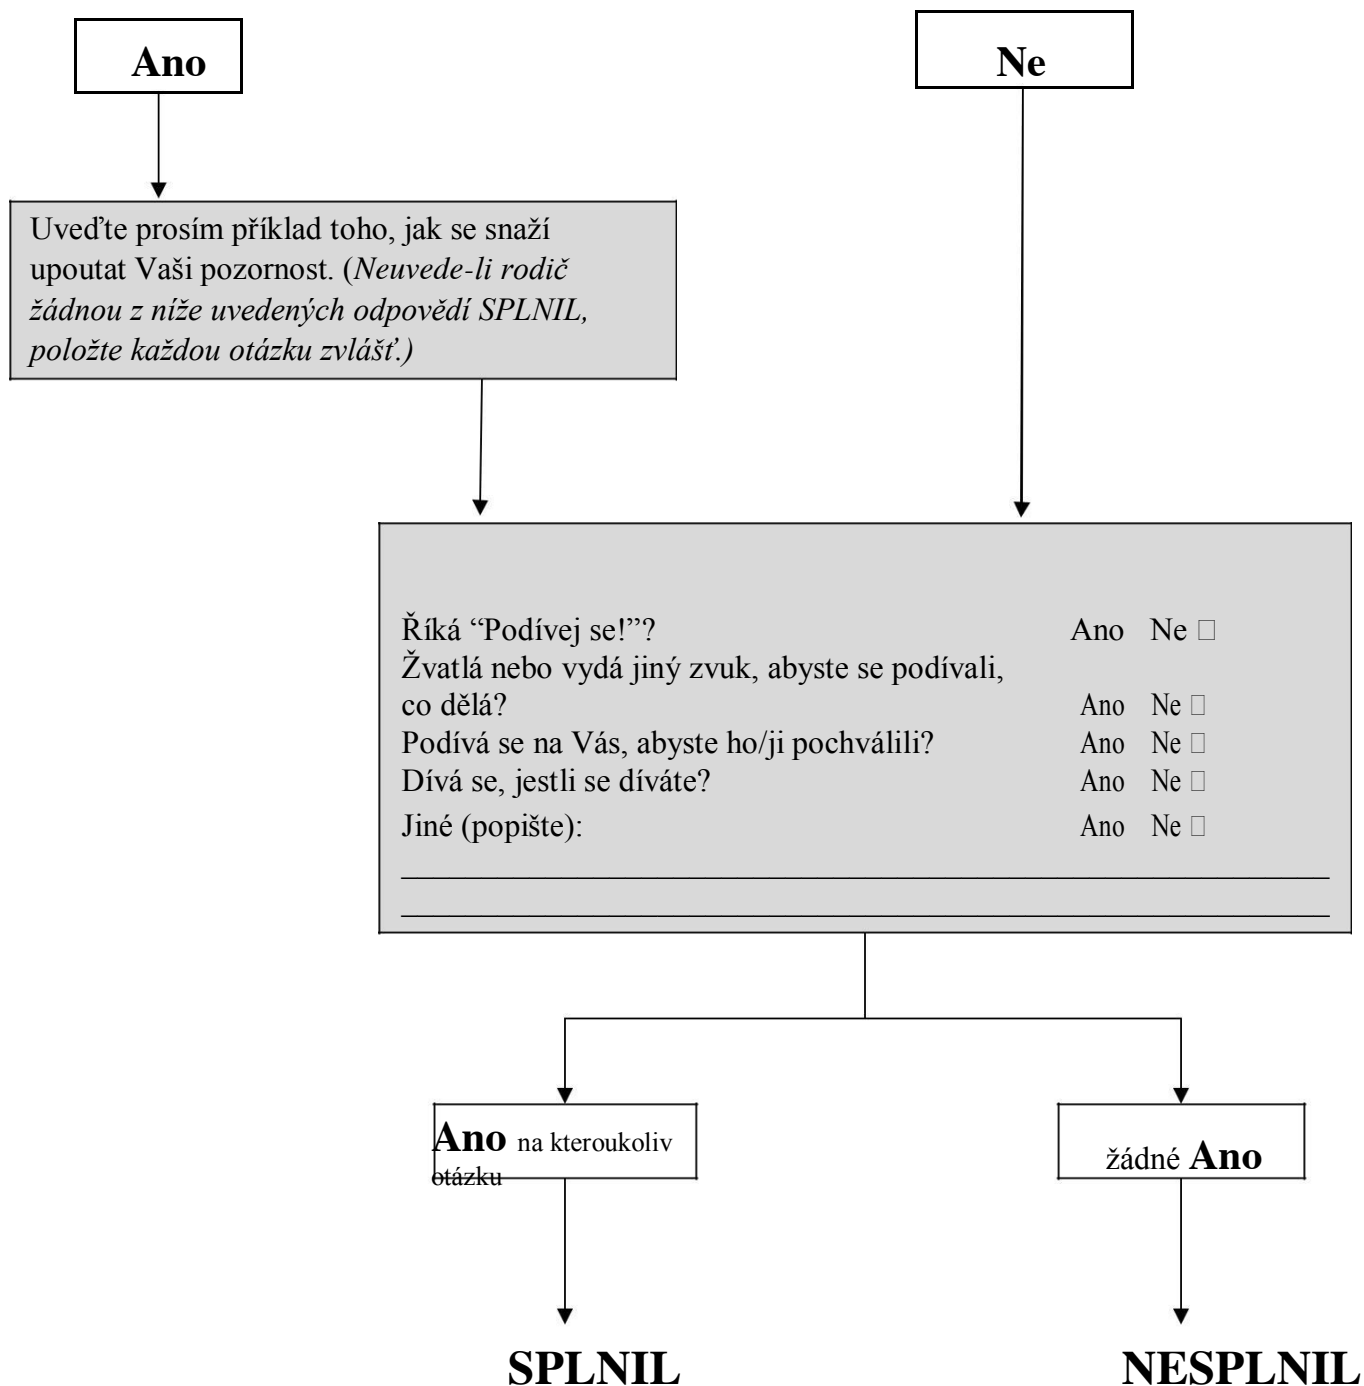 Ano
Ne
Uveďte prosím příklad toho, jak se snaží
upoutat Vaši pozornost. (Neuvede-li rodič
žádnou z níže uvedených odpovědí SPLNIL,
položte každou otázku zvlášť.)
Říká “Podívej se!”? Ano Ne □
Žvatlá nebo vydá jiný zvuk, abyste se podívali,
co dělá? Ano Ne □
Podívá se na Vás, abyste ho/ji pochválili? Ano Ne □
Dívá se, jestli se díváte? Ano Ne □
Jiné (popište): Ano Ne □
Ano na kteroukoliv
otázku
žádné Ano
SPLNIL
NESPLNIL